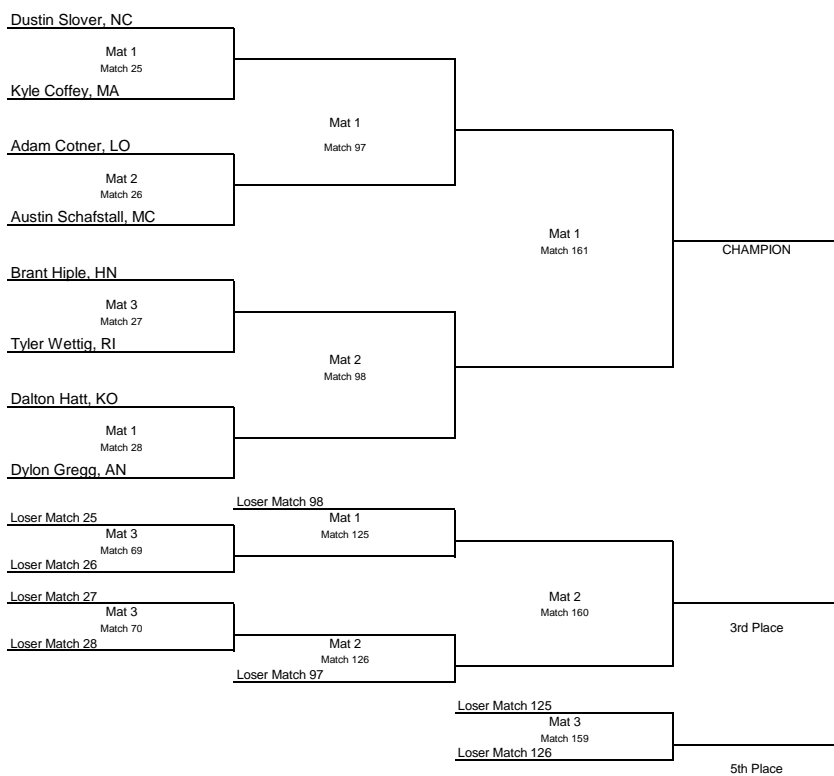 Dustin Slover, NC
Mat 1
Match 25
Kyle Coffey, MA
Mat 1
Match 97
Adam Cotner, LO
Mat 2
Match 26
Austin Schafstall, MC
Mat 1
Match 161
CHAMPION
Brant Hiple, HN
Mat 3
Match 27
Tyler Wettig, RI
Mat 2
Match 98
Dalton Hatt, KO
Mat 1
Match 28
Dylon Gregg, AN
Loser Match 98
Loser Match 25
Mat 1
Match 125
Mat 3
Match 69
Loser Match 26
Loser Match 27
Mat 2
Match 160
Mat 3
Match 70
3rd Place
Loser Match 28
Mat 2
Match 126
Loser Match 97
Loser Match 125
Mat 3
Match 159
Loser Match 126
5th Place